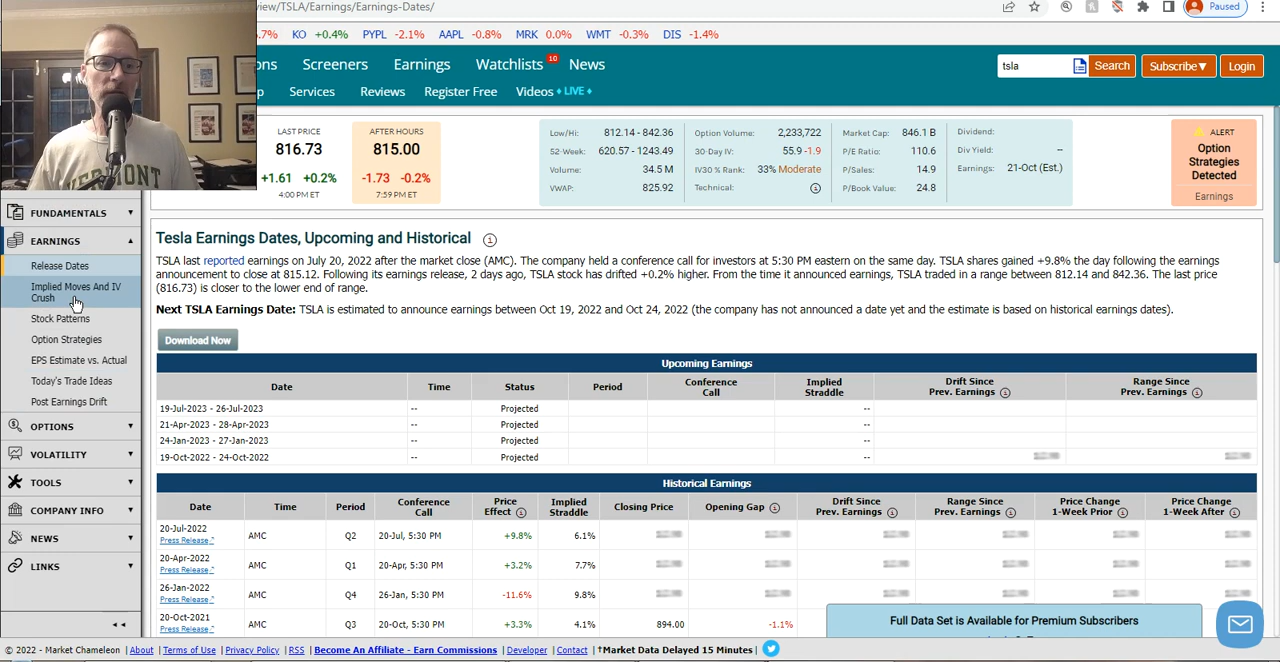 view/TSLA/Earnings/Earnings-Dates/
Paused
.7% KO +0.4% PYPL -2.1% AAPL -0.8% MRK 0.0% WMT -0.3% DIS -1.4%
ons Screeners Earnings Watchlists 10 News
tsla Search Subscribe▼ Login
p Services Reviews Register Free Videos LIVE
VERMONT
LAST PRICE
816.73
+1.61 +0.2%
4:00 PM ET
AFTER HOURS
815.00
-1.73 -0.2%
7:59 PM ET
Low/Hi: 812.14 - 842.36
52-Week: 620.57 - 1243.49
Volume: 34.5 M
VWAP: 825.92
Option Volume: 2,233,722
30-Day IV: 55.9 -1.9
IV30 % Rank: 33% Moderate
Technical:
Market Cap: 846.1 B
P/E Ratio: 110.6
P/Sales: 14.9
P/Book Value: 24.8
Dividend:
Div Yield: --
Earnings: 21-Oct (Est.)
ALERT
Option
Strategies
Detected
Earnings
FUNDAMENTALS
EARNINGS
Release Dates
Implied Moves And IV
Crush
Stock Patterns
Option Strategies
EPS Estimate vs. Actual
Today's Trade Ideas
Post Earnings Drift
OPTIONS
VOLATILITY
TOOLS
COMPANY INFO
NEWS
LINKS
Tesla Earnings Dates, Upcoming and Historical
TSLA last reported earnings on July 20, 2022 after the market close (AMC). The company held a conference call for investors at 5:30 PM eastern on the same day. TSLA shares gained +9.8% the day following the earnings
announcement to close at 815.12. Following its earnings release, 2 days ago, TSLA stock has drifted +0.2% higher. From the time it announced earnings, TSLA traded in a range between 812.14 and 842.36. The last price
(816.73) is closer to the lower end of range.
Next TSLA Earnings Date: TSLA is estimated to announce earnings between Oct 19, 2022 and Oct 24, 2022 (the company has not announced a date yet and the estimate is based on historical earnings dates).
Download Now
Upcoming Earnings
Date Time Status Period Conference Call Implied Straddle Drift Since Prev. Earnings Range Since Prev. Earnings
19-Jul-2023 - 26-Jul-2023 -- Projected --
21-Apr-2023 - 28-Apr-2023 -- Projected --
24-Jan-2023 - 27-Jan-2023 -- Projected --
19-Oct-2022 - 24-Oct-2022 -- Projected --
Historical Earnings
Date Time Period Conference Call Price Effect Implied Straddle Closing Price Opening Gap Drift Since Prev. Earnings Range Since Prev. Earnings Price Change 1-Week Prior Price Change 1-Week After
20-Jul-2022 AMC Q2 20-Jul, 5:30 PM +9.8% 6.1%
Press Release
20-Apr-2022 AMC Q1 20-Apr, 5:30 PM +3.2% 7.7%
Press Release
26-Jan-2022 AMC Q4 26-Jan, 5:30 PM -11.6% 9.8%
Press Release
20-Oct-2021 AMC Q3 20-Oct, 5:30 PM +3.3% 4.1% 894.00 -1.1%
Press Release
Full Data Set is Available for Premium Subscribers
© 2022 - Market Chameleon | About | Terms of Use | Privacy Policy | RSS | Become An Affiliate - Earn Commissions | Developer | Contact | †Market Data Delayed 15 Minutes |